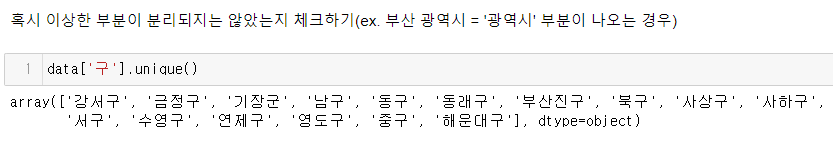 혹시 이상한 부분이 분리되지는 않았는지 체크하기(ex. 부산 광역시 = '광역시' 부분이 나오는 경우)
1 data['구'].unique()
array(['강서구', '금정구', '기장군', '남구', '동구', '동래구', '부산진구', '북구', '사상구', '사하구',
'서구', '수영구', '연제구', '영도구', '중구', '해운대구'], dtype=object)